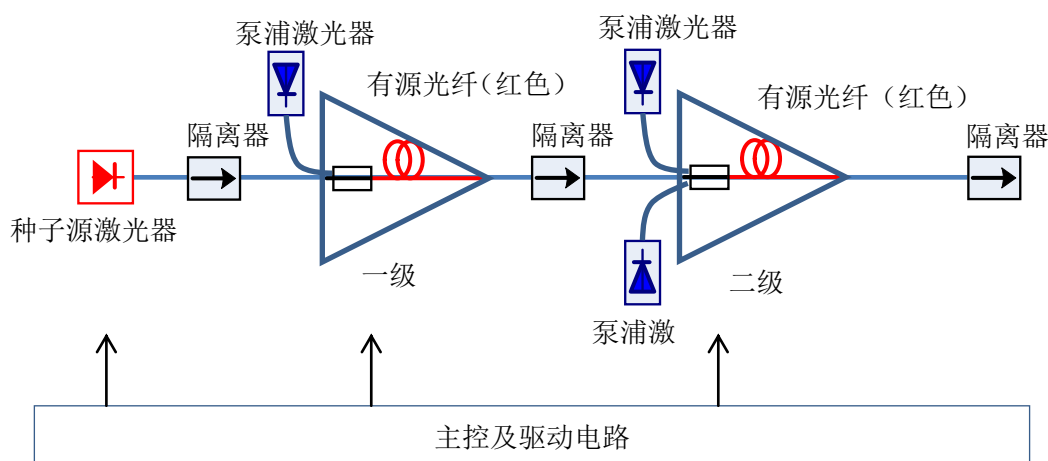 泵浦激光器
泵浦激光器
有源光纤(红色)
有源光纤（红色）
隔离器
隔离器
隔离器
种子源激光器
一级
二级
泵浦激
主控及驱动电路